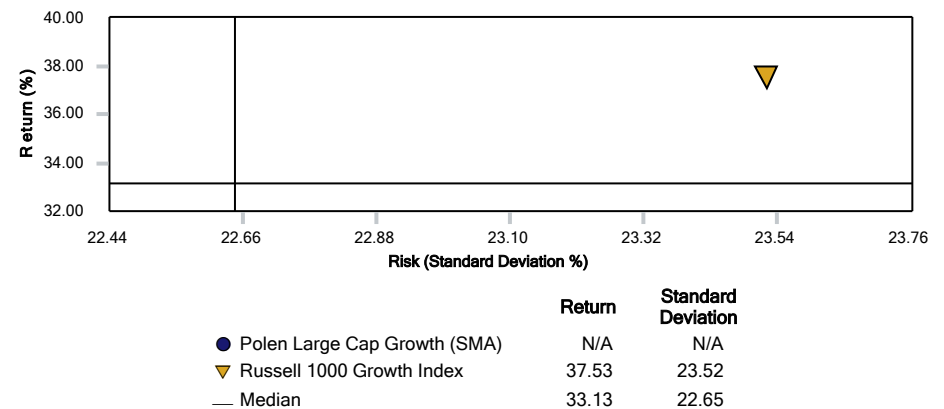 40.00
38.00
36.00
34.00
32.00
Return (%)
22.44 22.66 22.88 23.10 23.32 23.54 23.76
Risk (Standard Deviation %)
Return Standard Deviation
Polen Large Cap Growth (SMA) N/A N/A
Russell 1000 Growth Index 37.53 23.52
Median 33.13 22.65